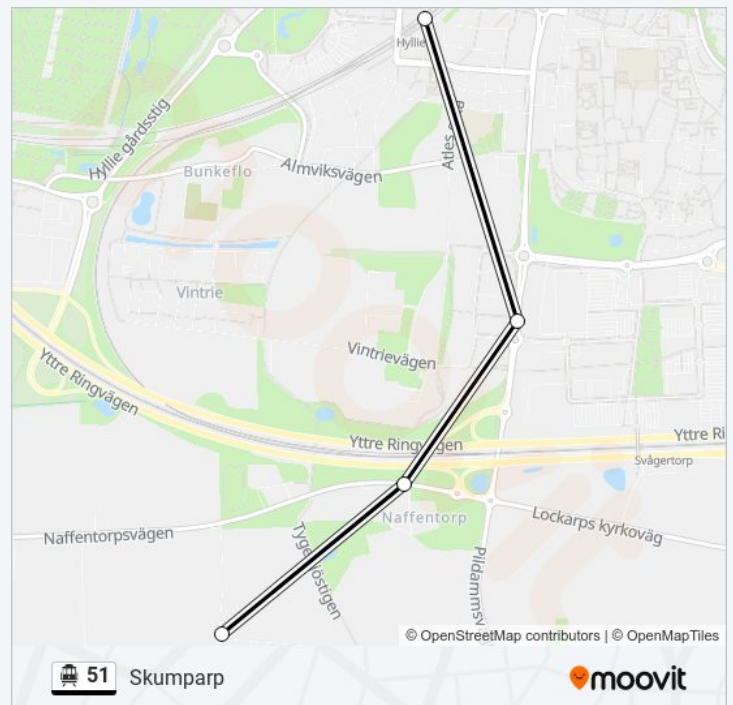 Hyllie
Hyllie gårdsstig
Bunkeflo
Almviksvägen
Atles
Vintrie
Vintrievägen
Yttre Ringvägen
Yttre Ringvägen
Yttre Ri
Svågertorp
Naffentorp
Lockarps kyrkoväg
Naffentorpsvägen
Pildammsv
© OpenStreetMap contributors | © OpenMapTiles
51 Skumparp
moovit